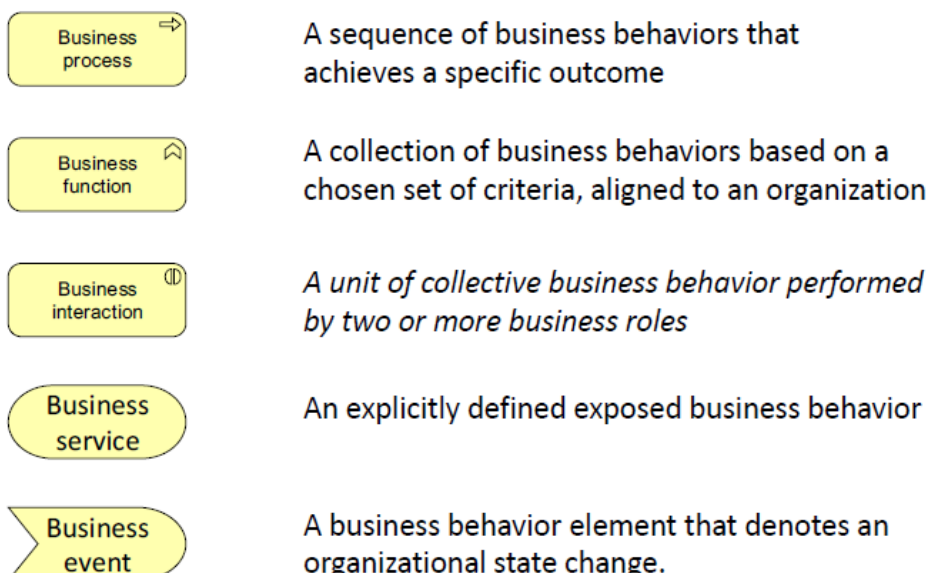 Business
process
A sequence of business behaviors that
achieves a specific outcome
Business
function
A collection of business behaviors based on a
chosen set of criteria, aligned to an organization
Business
interaction
A unit of collective business behavior performed
by two or more business roles
Business
service
An explicitly defined exposed business behavior
Business
event
A business behavior element that denotes an
organizational state change.